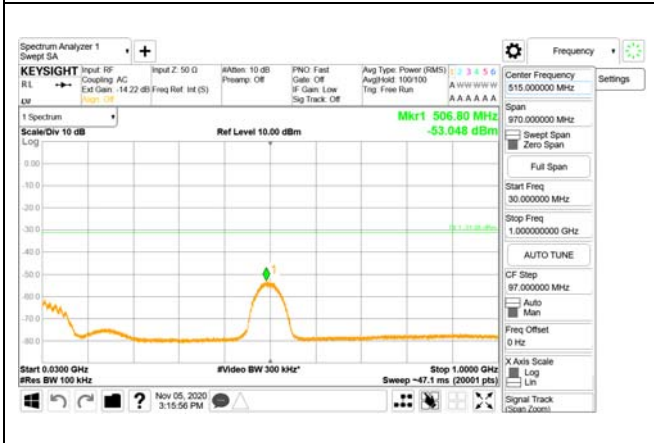 Spectrum Analyzer 1
Swept SA
+
Frequency
KEYSIGHT
Input: RF
Coupling: AC
Ext Gain: -14.22 dB
Align: Off
Input Z: 50 Ω
Freq Ref: Int (S)
#Atten: 10 dB
Preamp: Off
PNO: Fast
Gate: Off
IF Gain: Low
Sig Track: Off
Avg Type: Power (RMS)
Avg|Hold: 100/100
Trig: Free Run
1 2 3 4 5 6
A W W W W W
A A A A A A
RL
1 Spectrum
Scale/Div 10 dB
Ref Level 10.00 dBm
Mkr1 506.80 MHz
-53.048 dBm
Log
0.00
-10.0
-20.0
-30.0
-40.0
-50.0
-60.0
-70.0
-80.0
1
Start 0.0300 GHz
#Res BW 100 kHz
#Video BW 300 kHz*
Stop 1.0000 GHz
Sweep ~47.1 ms (20001 pts)
?
Nov 05, 2020
3:15:56 PM
Center Frequency
515.000000 MHz
Settings
Span
970.000000 MHz
Swept Span
Zero Span
Full Span
Start Freq
30.000000 MHz
Stop Freq
1.000000000 GHz
AUTO TUNE
CF Step
97.000000 MHz
Auto
Man
Freq Offset
0 Hz
X Axis Scale
Log
Lin
Signal Track
(Span Zoom)